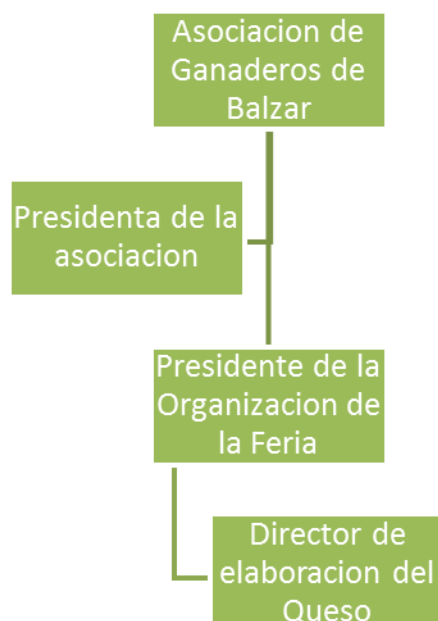 Asociacion de
Ganaderos de
Balzar
Presidenta de la
asociacion
Presidente de la
Organizacion de
la Feria
Director de
elaboracion del
Queso